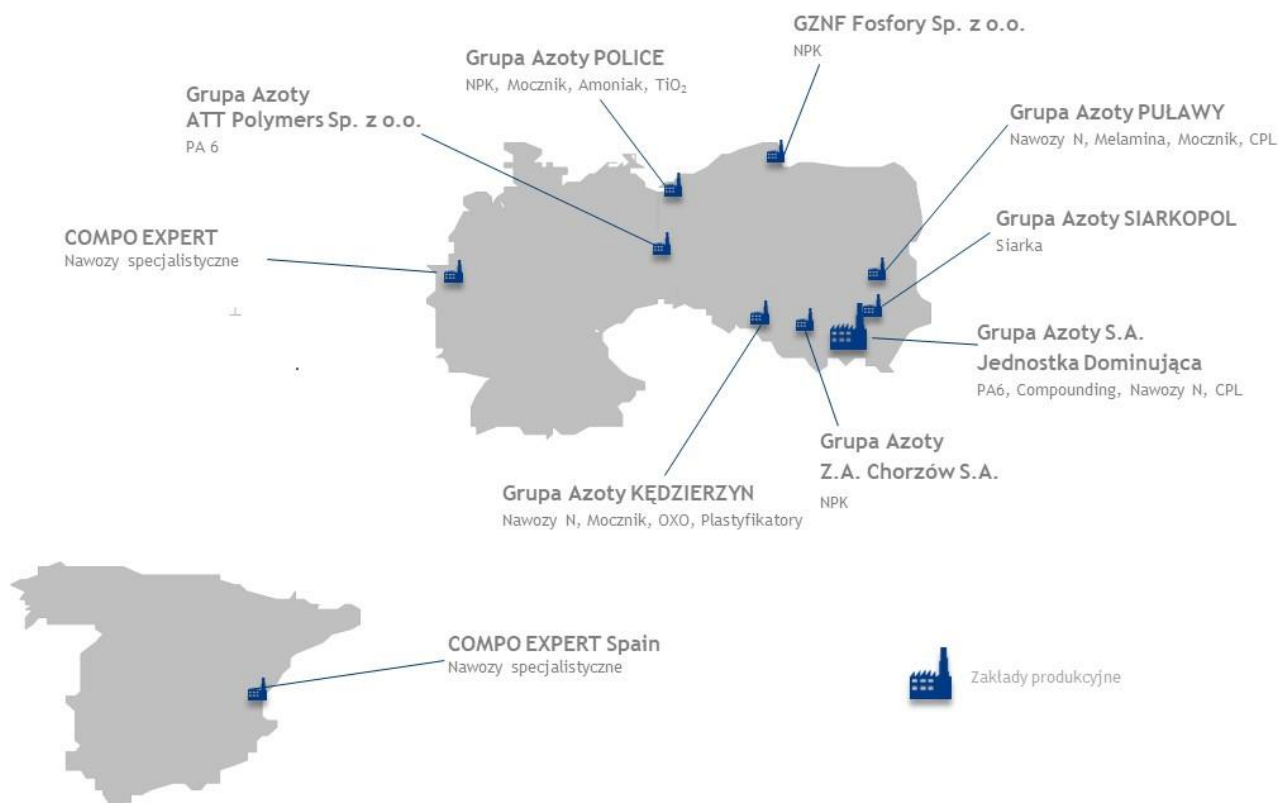 GZNF Fosfory Sp. z o.o.
NPK
Grupa Azoty POLICE
NPK, Mocznik, Amoniak, TiO₂
Grupa Azoty
ATT Polymers Sp. z o.o.
PA 6
Grupa Azoty PUŁAWY
Nawozy N, Melamina, Mocznik, CPL
COMPO EXPERT
Nawozy specjalistyczne
Grupa Azoty SIARKOPOL
Siarka
Grupa Azoty S.A.
Jednostka Dominująca
PA6, Compounding, Nawozy N, CPL
Grupa Azoty
Z.A. Chorzów S.A.
NPK
Grupa Azoty KĘDZIERZYN
Nawozy N, Mocznik, OXO, Plastyfikatory
COMPO EXPERT Spain
Nawozy specjalistyczne
Zakłady produkcyjne